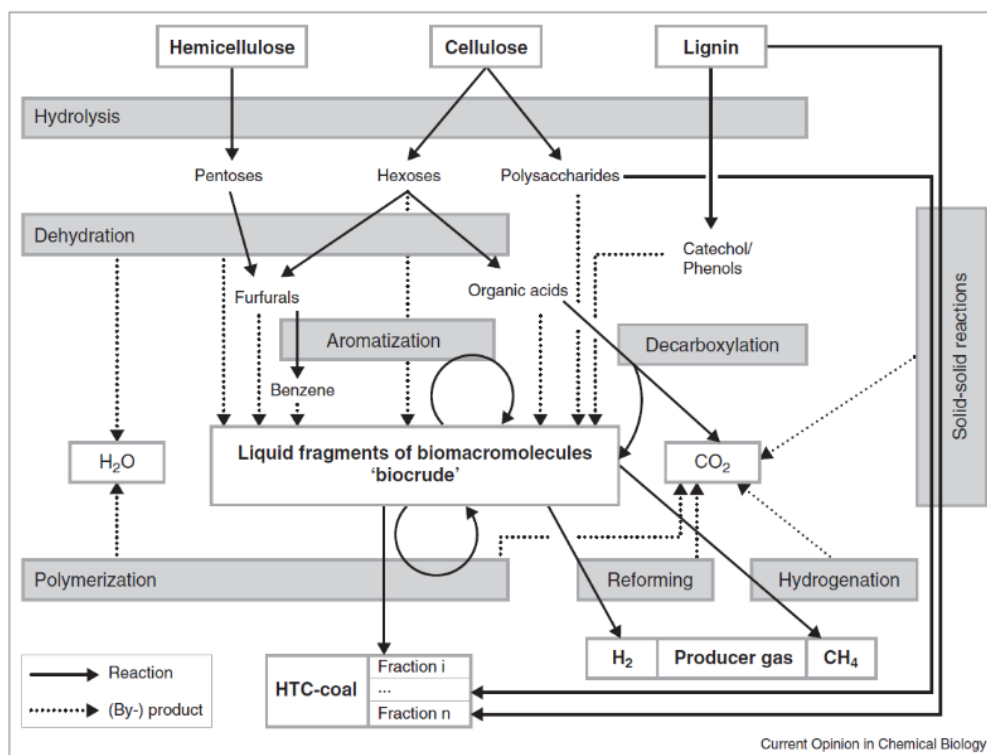 Hemicellulose
Cellulose
Lignin
Hydrolysis
Pentoses
Hexoses
Polysaccharides
Dehydration
Catechol/
Phenols
Furfurals
Organic acids
Aromatization
Decarboxylation
Solid-solid reactions
Benzene
H₂O
Liquid fragments of biomacromolecules
'biocrude'
CO₂
Polymerization
Reforming
Hydrogenation
H₂
Producer gas
CH₄
Reaction
(By-) product
HTC-coal
Fraction i
...
Fraction n
Current Opinion in Chemical Biology